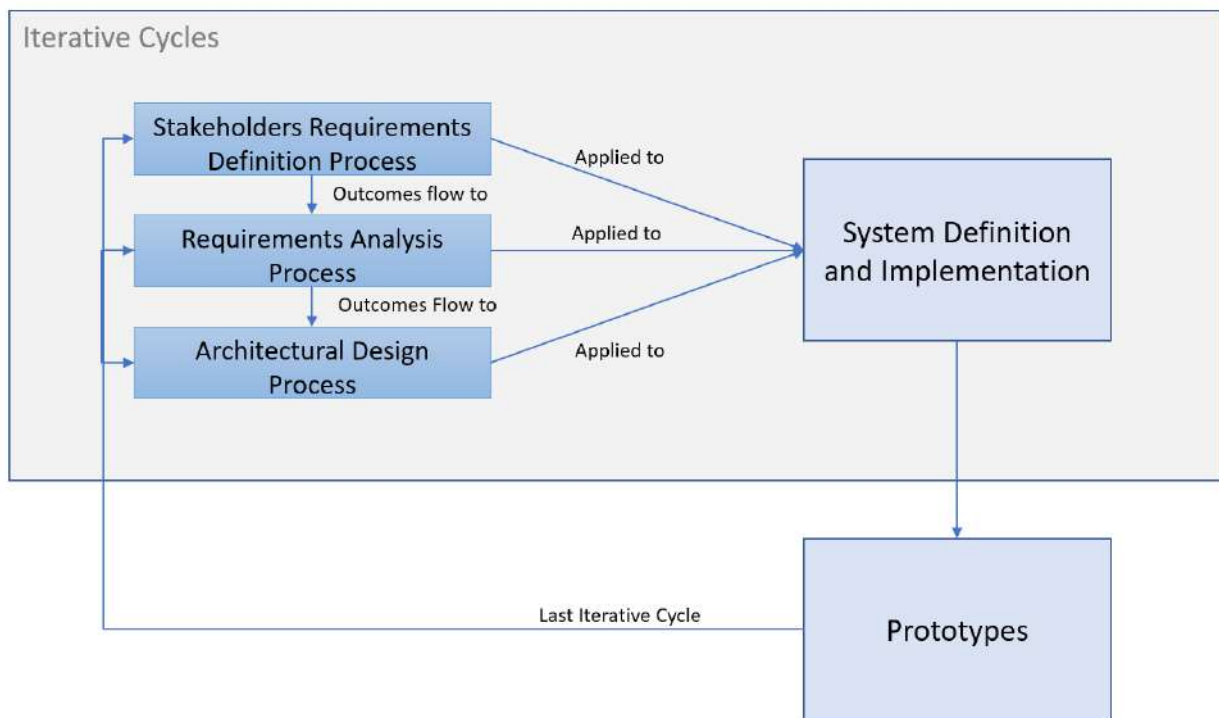 Iterative Cycles
Stakeholders Requirements
Definition Process
Applied to
Outcomes flow to
Requirements Analysis
Process
Applied to
System Definition
and Implementation
Outcomes Flow to
Architectural Design
Process
Applied to
Last Iterative Cycle
Prototypes